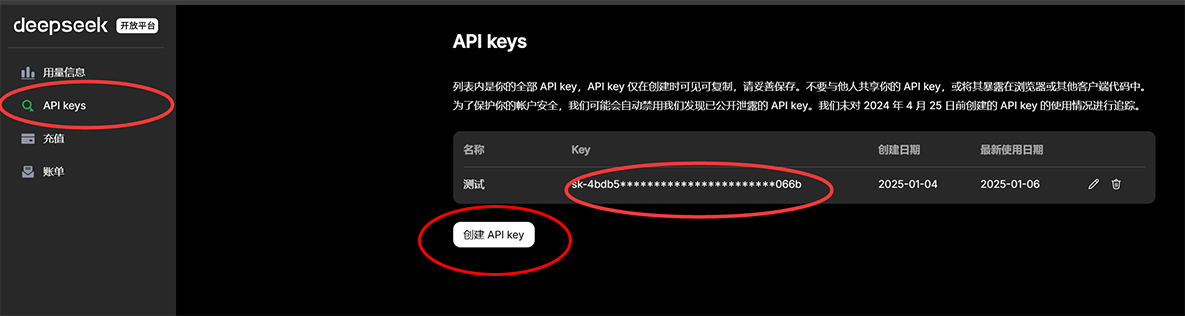 deepseek 开放平台
用量信息
API keys
充值
账单
API keys
列表内是你的全部 API key，API key 仅在创建时可见可复制，请妥善保存。不要与他人共享你的 API key，或将其暴露在浏览器或其他客户端代码中。
为了保护你的帐户安全，我们可能会自动禁用我们发现已公开泄露的 API key。我们未对 2024 年 4 月 25 日前创建的 API key 的使用情况进行追踪。
名称 Key 创建日期 最新使用日期
测试 sk-4bdb5***********************066b 2025-01-04 2025-01-06
创建 API key